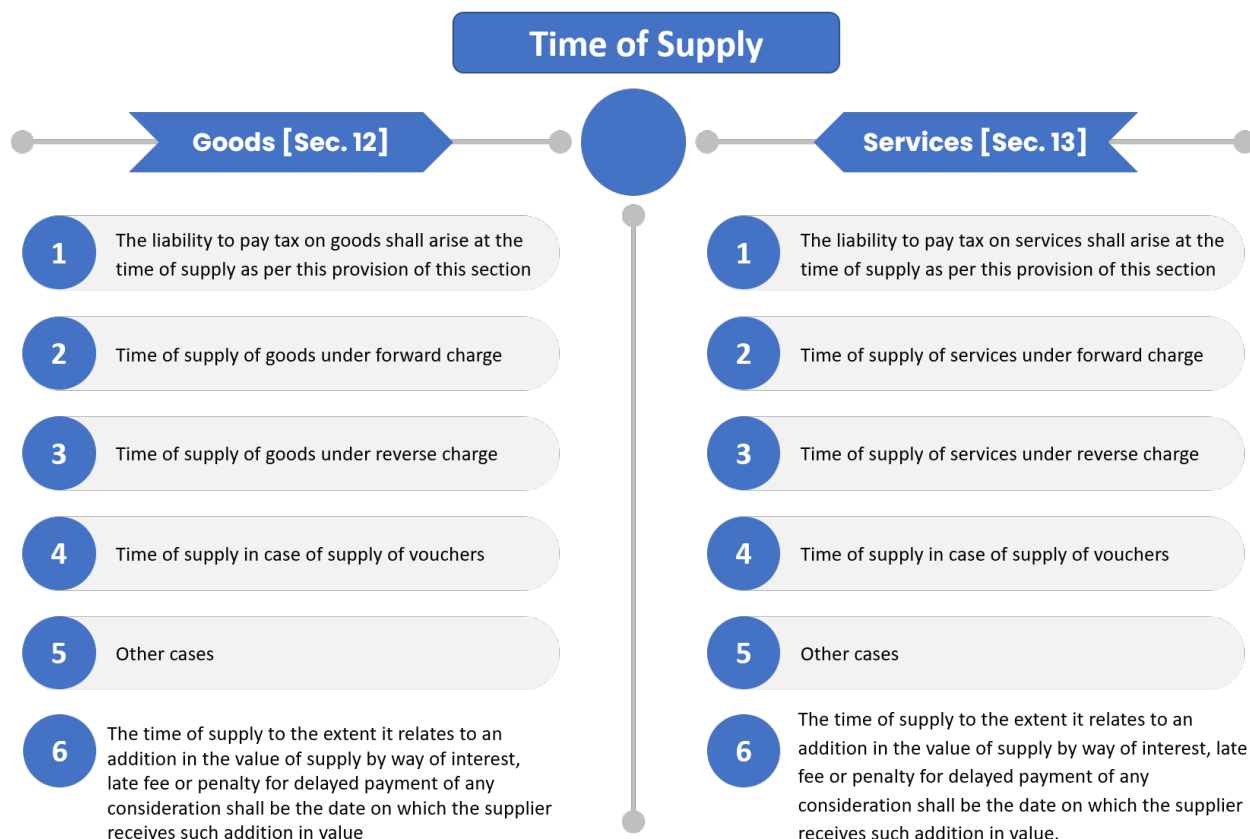 Time of Supply
Goods [Sec. 12]
1
The liability to pay tax on goods shall arise at the
time of supply as per this provision of this section
2
Time of supply of goods under forward charge
3
Time of supply of goods under reverse charge
4
Time of supply in case of supply of vouchers
5
Other cases
6
The time of supply to the extent it relates to an
addition in the value of supply by way of interest,
late fee or penalty for delayed payment of any
consideration shall be the date on which the supplier
receives such addition in value
Services [Sec. 13]
1
The liability to pay tax on services shall arise at the
time of supply as per this provision of this section
2
Time of supply of services under forward charge
3
Time of supply of services under reverse charge
4
Time of supply in case of supply of vouchers
5
Other cases
6
The time of supply to the extent it relates to an
addition in the value of supply by way of interest, late
fee or penalty for delayed payment of any
consideration shall be the date on which the supplier
receives such addition in value.